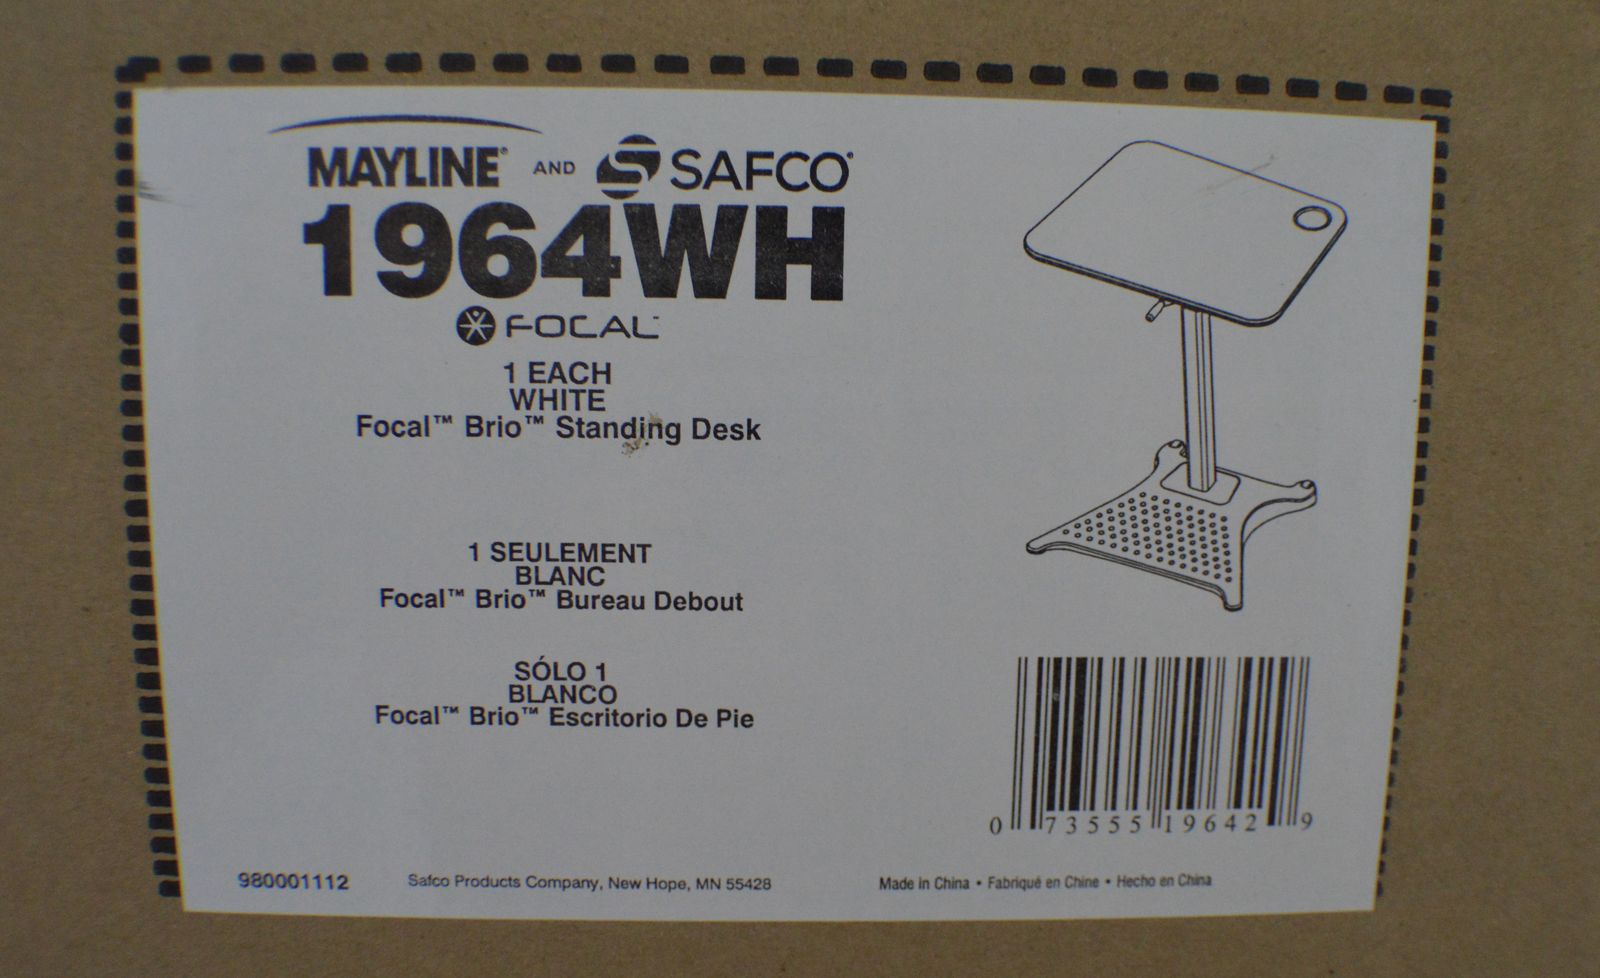 MAYLINE® AND SAFCO®
1964WH
FOCAL™
1 EACH
WHITE
Focal™ Brio™ Standing Desk
1 SEULEMENT
BLANC
Focal™ Brio™ Bureau Debout
SÓLO 1
BLANCO
Focal™ Brio™ Escritorio De Pie
0 73555 19642 9
980001112
Safco Products Company, New Hope, MN 55428
Made in China • Fabriqué en Chine • Hecho en China